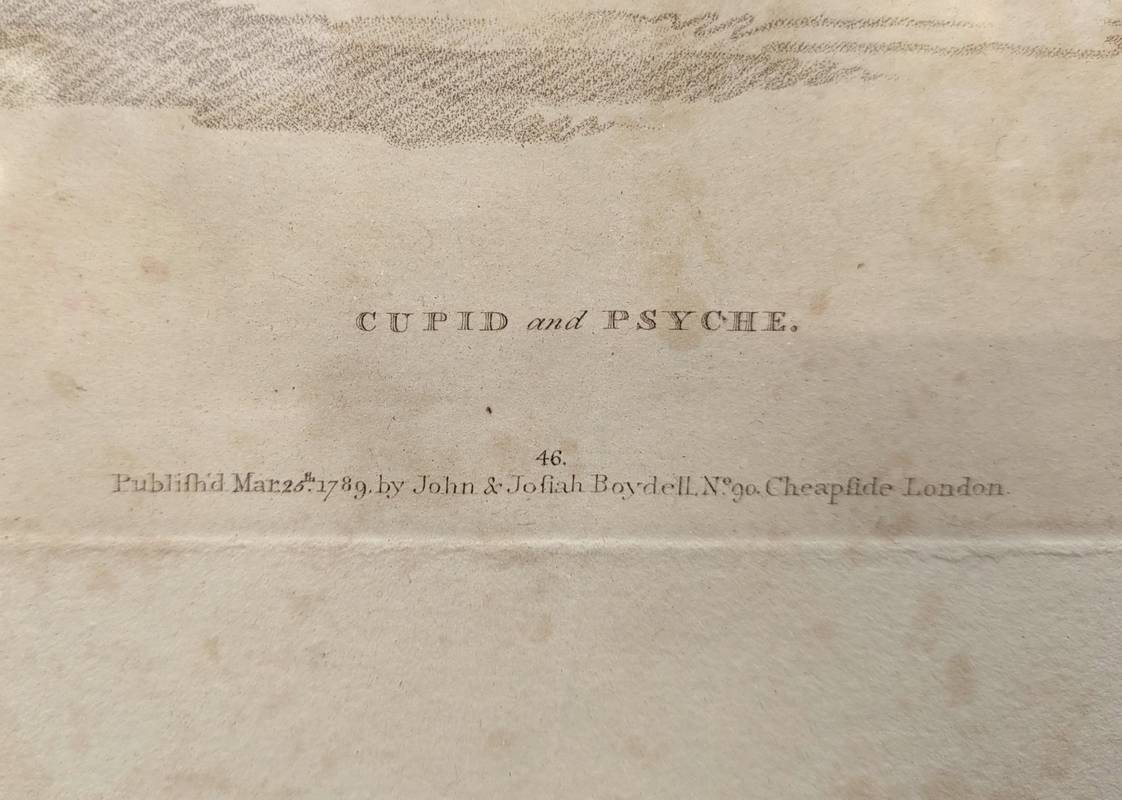 CUPID and PSYCHE.
46.
Publiſh'd Mar. 25th. 1789. by John & Joſiah Boydell, No. 90. Cheapſide London.